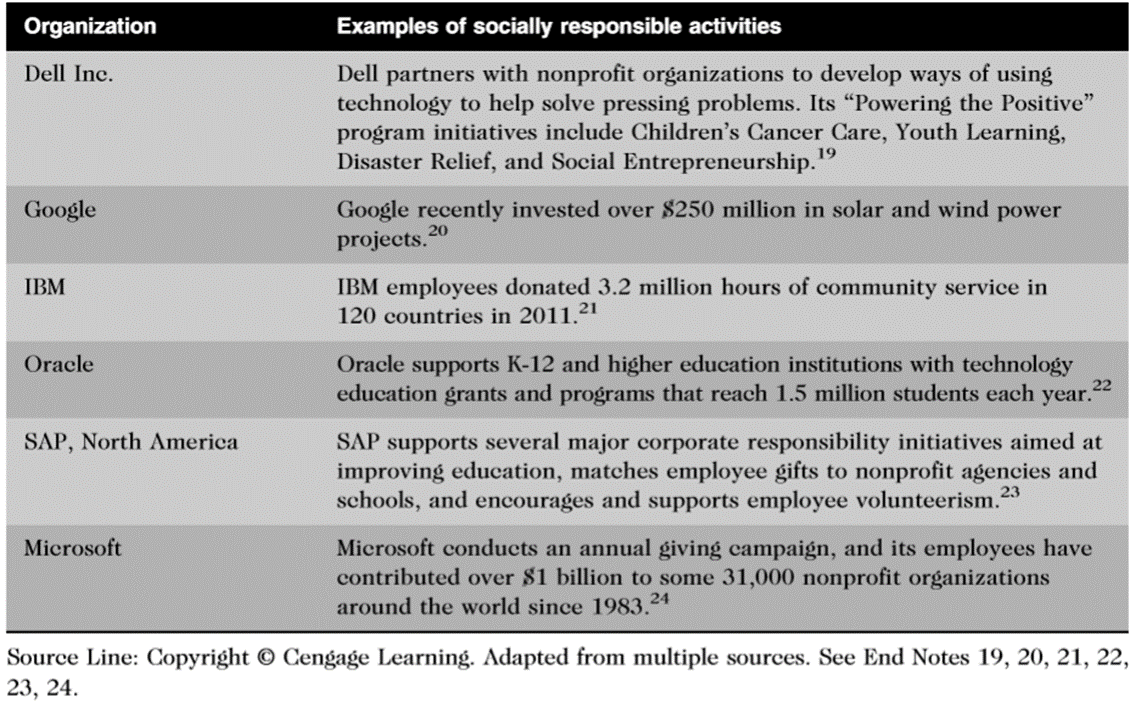 Organization Examples of socially responsible activities
Dell Inc. Dell partners with nonprofit organizations to develop ways of using
technology to help solve pressing problems. Its “Powering the Positive”
program initiatives include Children’s Cancer Care, Youth Learning,
Disaster Relief, and Social Entrepreneurship.19
Google Google recently invested over $250 million in solar and wind power
projects.20
IBM IBM employees donated 3.2 million hours of community service in
120 countries in 2011.21
Oracle Oracle supports K-12 and higher education institutions with technology
education grants and programs that reach 1.5 million students each year.22
SAP, North America SAP supports several major corporate responsibility initiatives aimed at
improving education, matches employee gifts to nonprofit agencies and
schools, and encourages and supports employee volunteerism.23
Microsoft Microsoft conducts an annual giving campaign, and its employees have
contributed over $1 billion to some 31,000 nonprofit organizations
around the world since 1983.24
Source Line: Copyright © Cengage Learning. Adapted from multiple sources. See End Notes 19, 20, 21, 22,
23, 24.